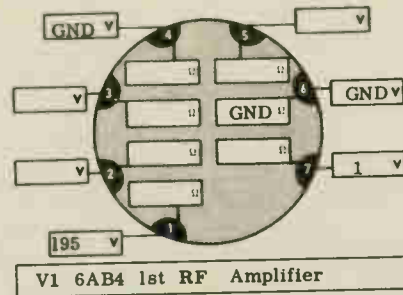 GND V
V
4
5
Ω
Ω
V
3
6
GND V
Ω
GND Ω
V
2
Ω
Ω
7
1 V
Ω
1
195 V
V1 6AB4 1st RF Amplifier